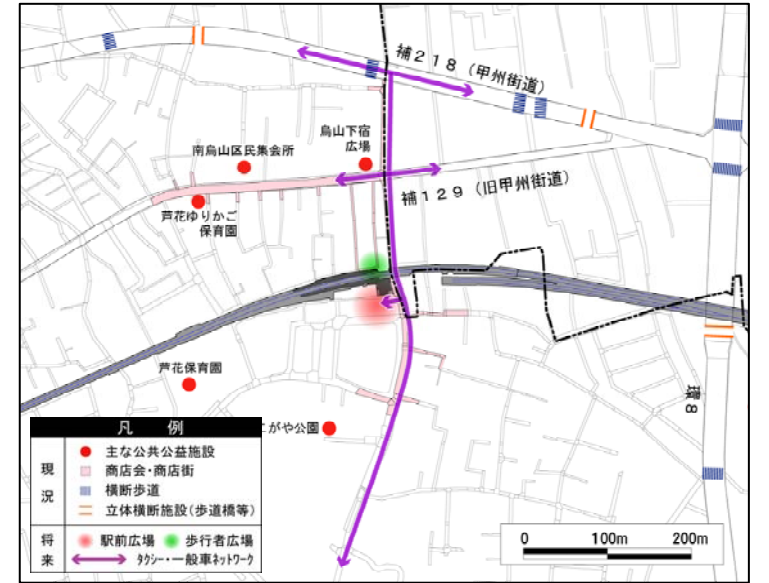 補218（甲州街道）
烏山下宿
広場
南烏山区民集会所
補129（旧甲州街道）
芦花ゆりかご
保育園
芦花保育園
環8
がや公園
凡 例
現況
主な公共公益施設
商店会・商店街
横断歩道
立体横断施設(歩道橋等)
将来
駅前広場
歩行者広場
タクシー・一般車ネットワーク
0 100m 200m